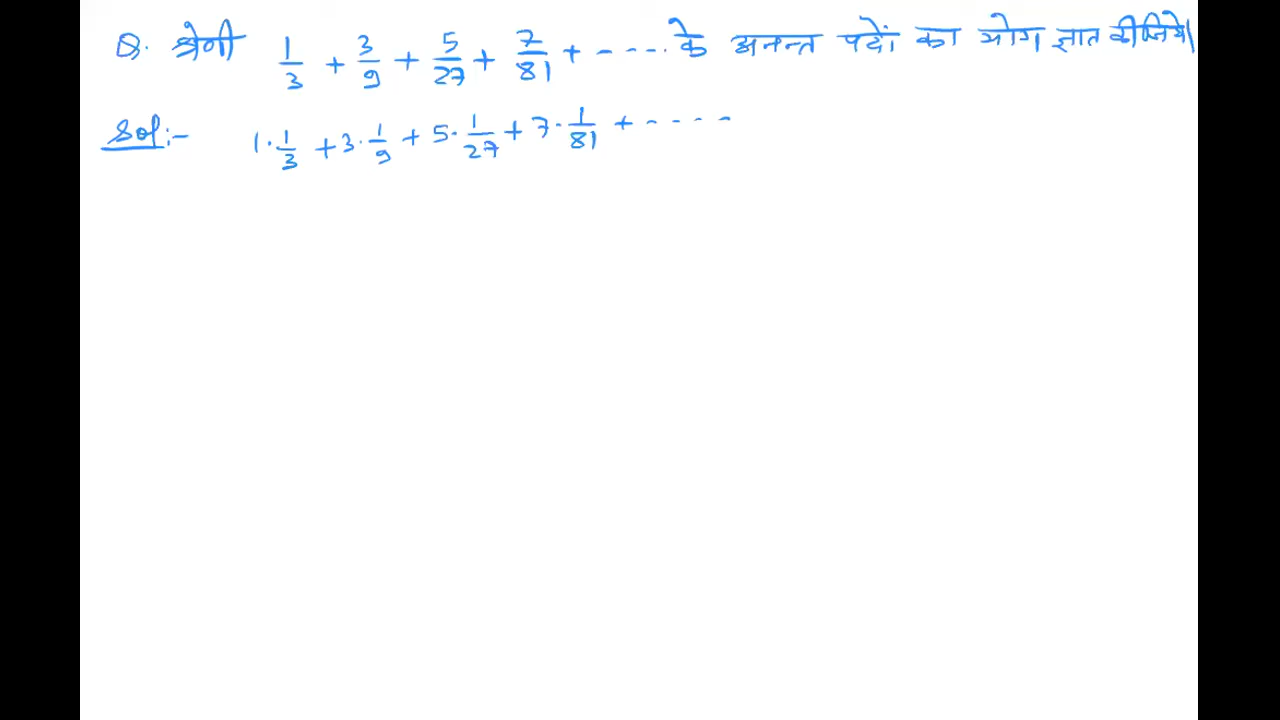 Q. श्रेणी 1/3 + 3/9 + 5/27 + 7/81 + ----- के अनन्त पदों का योग ज्ञात कीजिये।
Sol:- 1·1/3 + 3·1/9 + 5·1/27 + 7·1/81 + -----